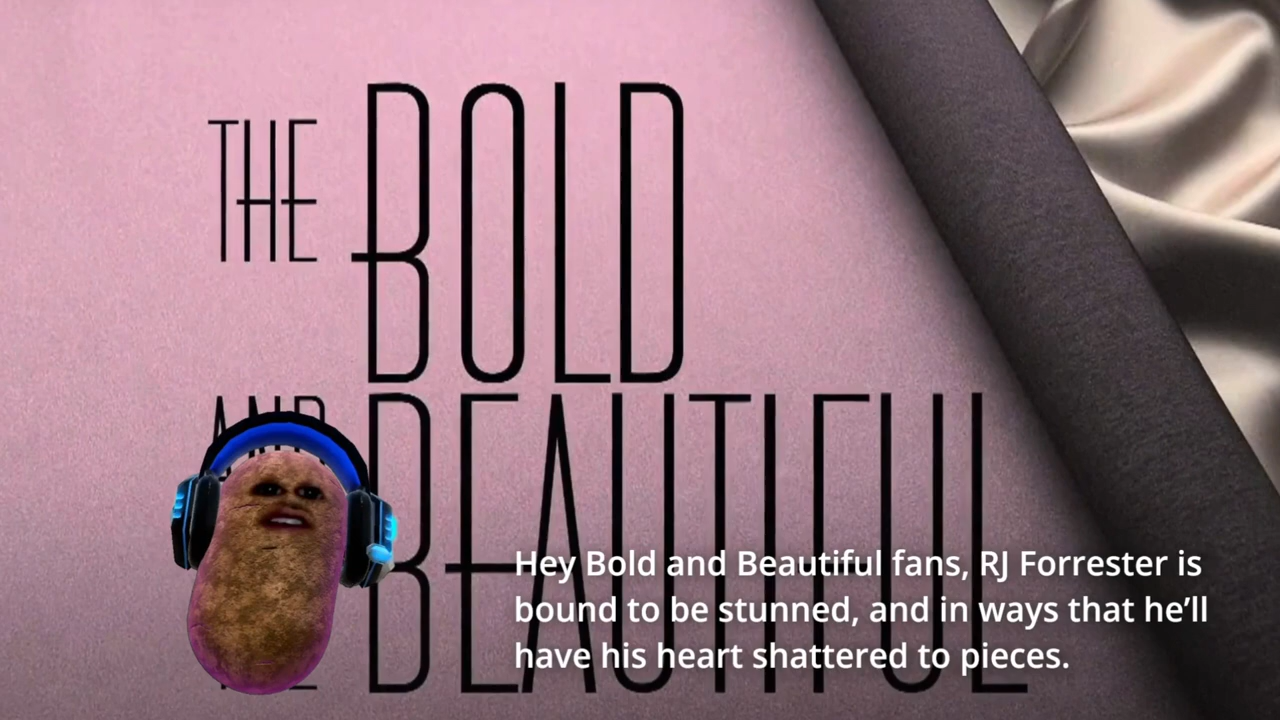 THE BOLD
AND BEAUTIFUL
Hey Bold and Beautiful fans, RJ Forrester is
bound to be stunned, and in ways that he’ll
have his heart shattered to pieces.